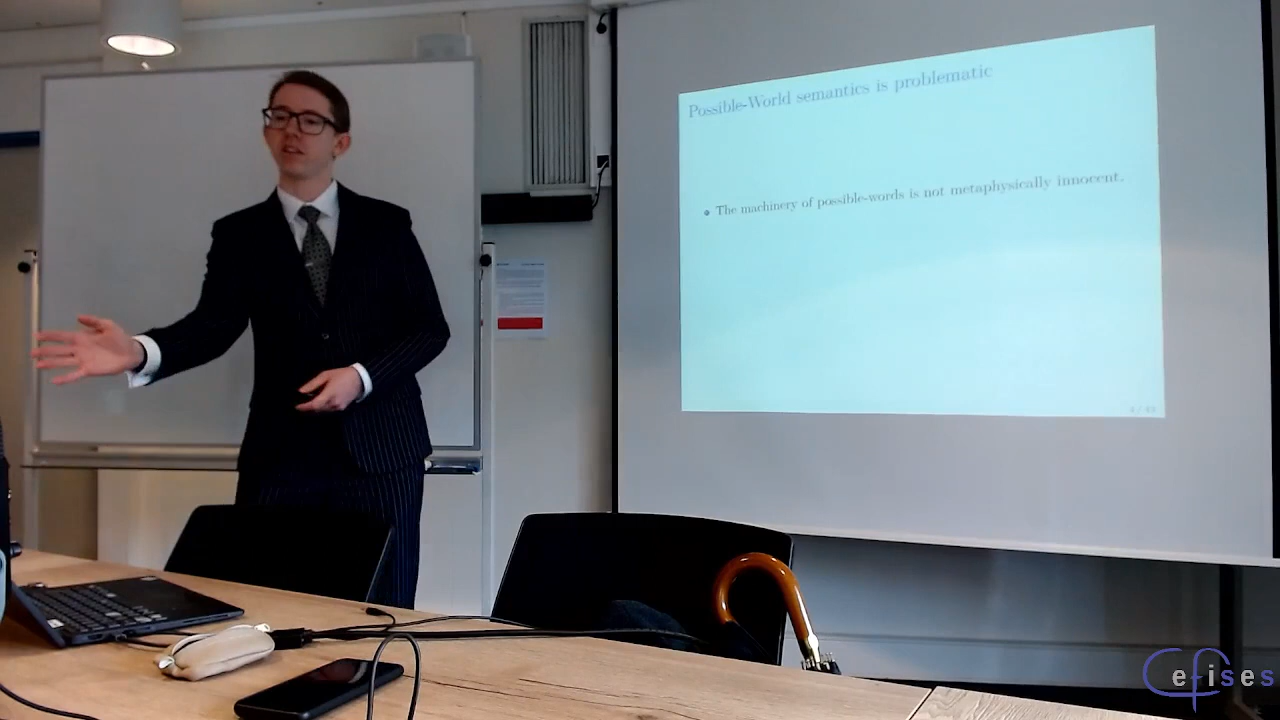 Possible-World semantics is problematic
The machinery of possible-words is not metaphysically innocent.
efises